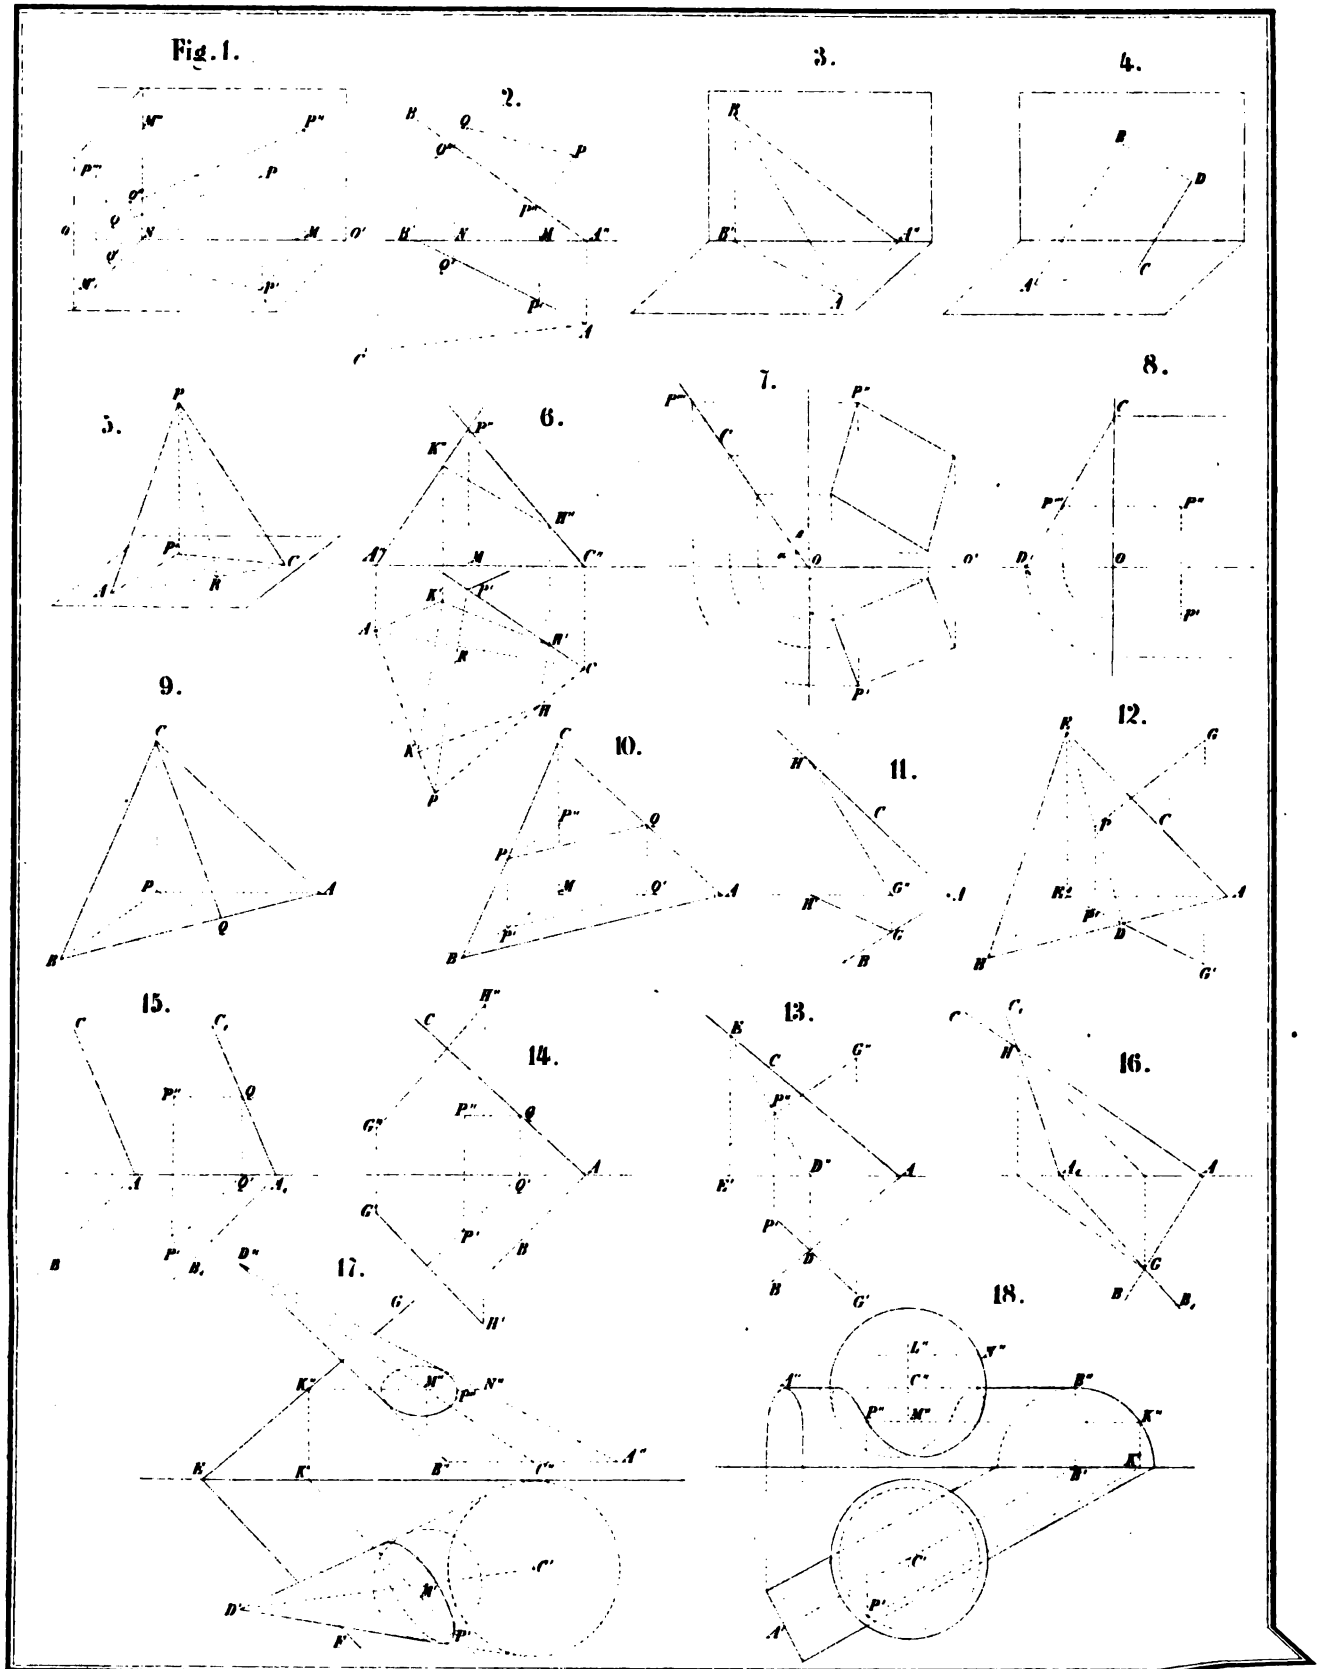 Fig. 1.
2.
3.
4.
M" P" P''' P O" Q O N M O' Q' M' P'
B Q O" P P" B' N M A" Q' P' A C
B B' A" A
B D A' C
5.
6.
7.
8.
P P' A B C
P" K" H" A" M C" K' P' A H' R C H K P
P''' C' P" O O' P'
C P''' P" D' O P'
9.
10.
11.
12.
C P A Q B
C P" Q P M Q' A P' B
H C G" A H' G B
E G P C A P' D H G'
15.
14.
13.
16.
C C, P" Q A Q' A, P' B B,
H" C G" P" Q A Q' G' P' B H'
E C G" P" D" E' A P' D B G'
C C, H A, A G B B,
17.
18.
D" G K" M" P" N" A" B" C" E K' C' M' D' F P'
L" N" A" C" B" P" M" K" B' K' C' P' A'